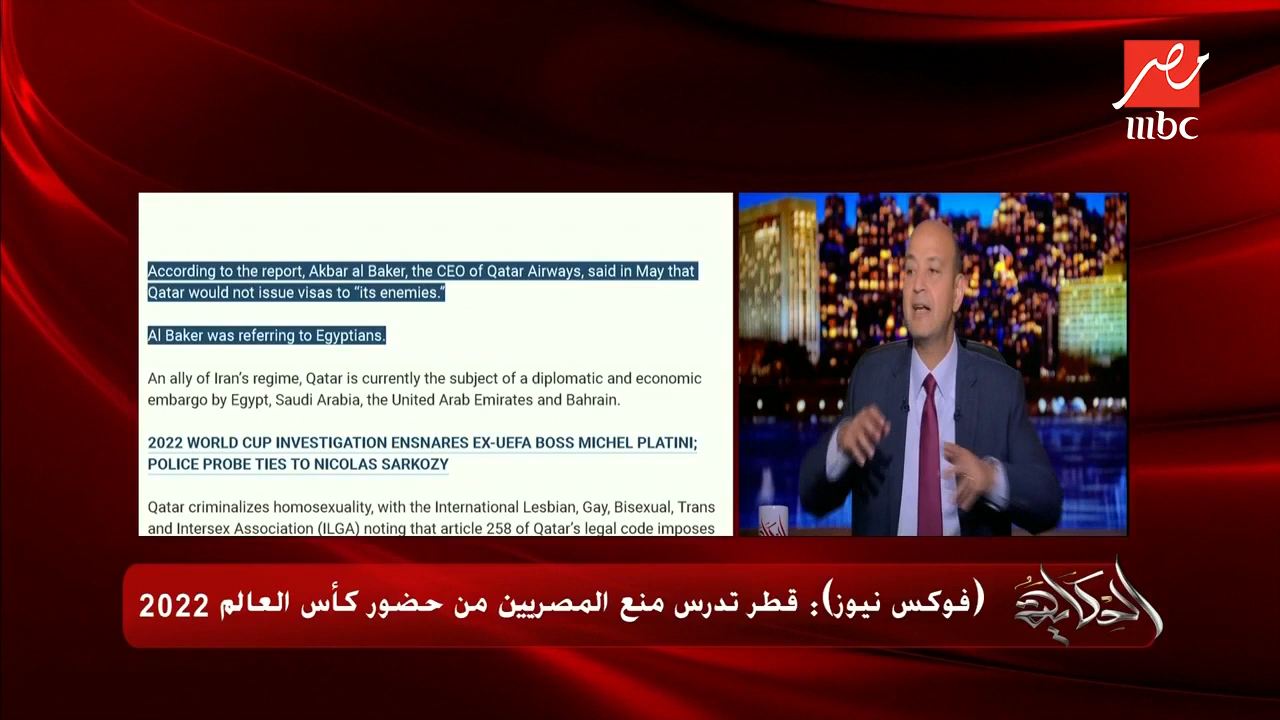 مصر
mbc
According to the report, Akbar al Baker, the CEO of Qatar Airways, said in May that
Qatar would not issue visas to “its enemies.”
Al Baker was referring to Egyptians.
An ally of Iran’s regime, Qatar is currently the subject of a diplomatic and economic
embargo by Egypt, Saudi Arabia, the United Arab Emirates and Bahrain.
2022 WORLD CUP INVESTIGATION ENSNARES EX-UEFA BOSS MICHEL PLATINI;
POLICE PROBE TIES TO NICOLAS SARKOZY
Qatar criminalizes homosexuality, with the International Lesbian, Gay, Bisexual, Trans
and Intersex Association (ILGA) noting that article 258 of Qatar’s legal code imposes
الحكاية
(فوكس نيوز): قطر تدرس منع المصريين من حضور كأس العالم 2022
الحكاية